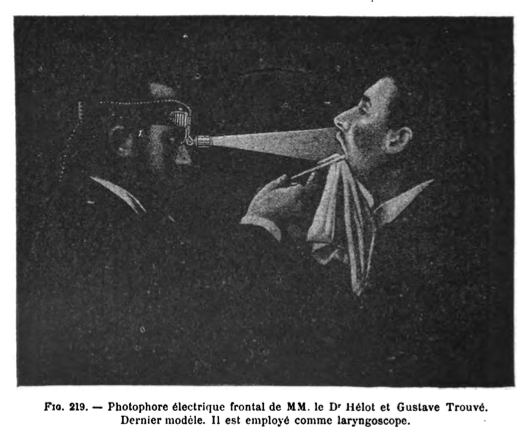 FIG. 219. — Photophore électrique frontal de MM. le Dr Hélot et Gustave Trouvé.
Dernier modèle. Il est employé comme laryngoscope.